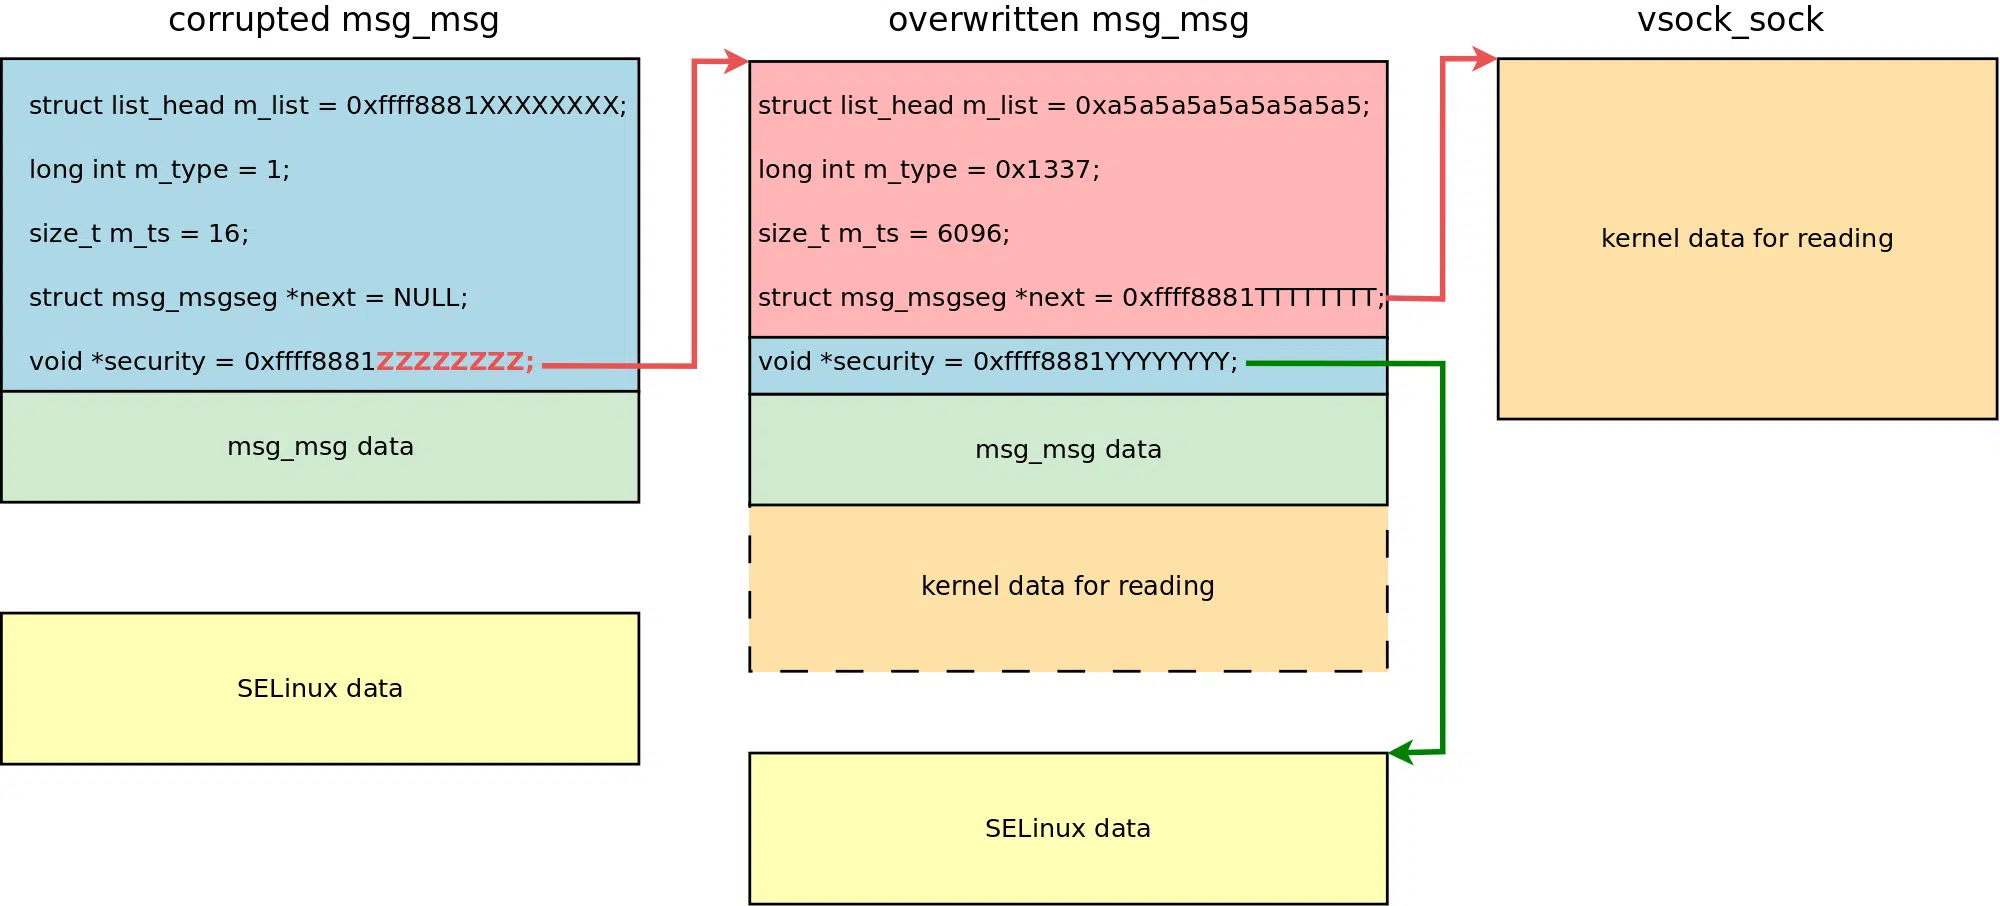 corrupted msg_msg
struct list_head m_list = 0xffff8881XXXXXXXX;
long int m_type = 1;
size_t m_ts = 16;
struct msg_msgseg *next = NULL;
void *security = 0xffff8881ZZZZZZZZ;
msg_msg data
SELinux data
overwritten msg_msg
struct list_head m_list = 0xa5a5a5a5a5a5a5a5;
long int m_type = 0x1337;
size_t m_ts = 6096;
struct msg_msgseg *next = 0xffff8881TTTTTTTT;
void *security = 0xffff8881YYYYYYYY;
msg_msg data
kernel data for reading
SELinux data
vsock_sock
kernel data for reading